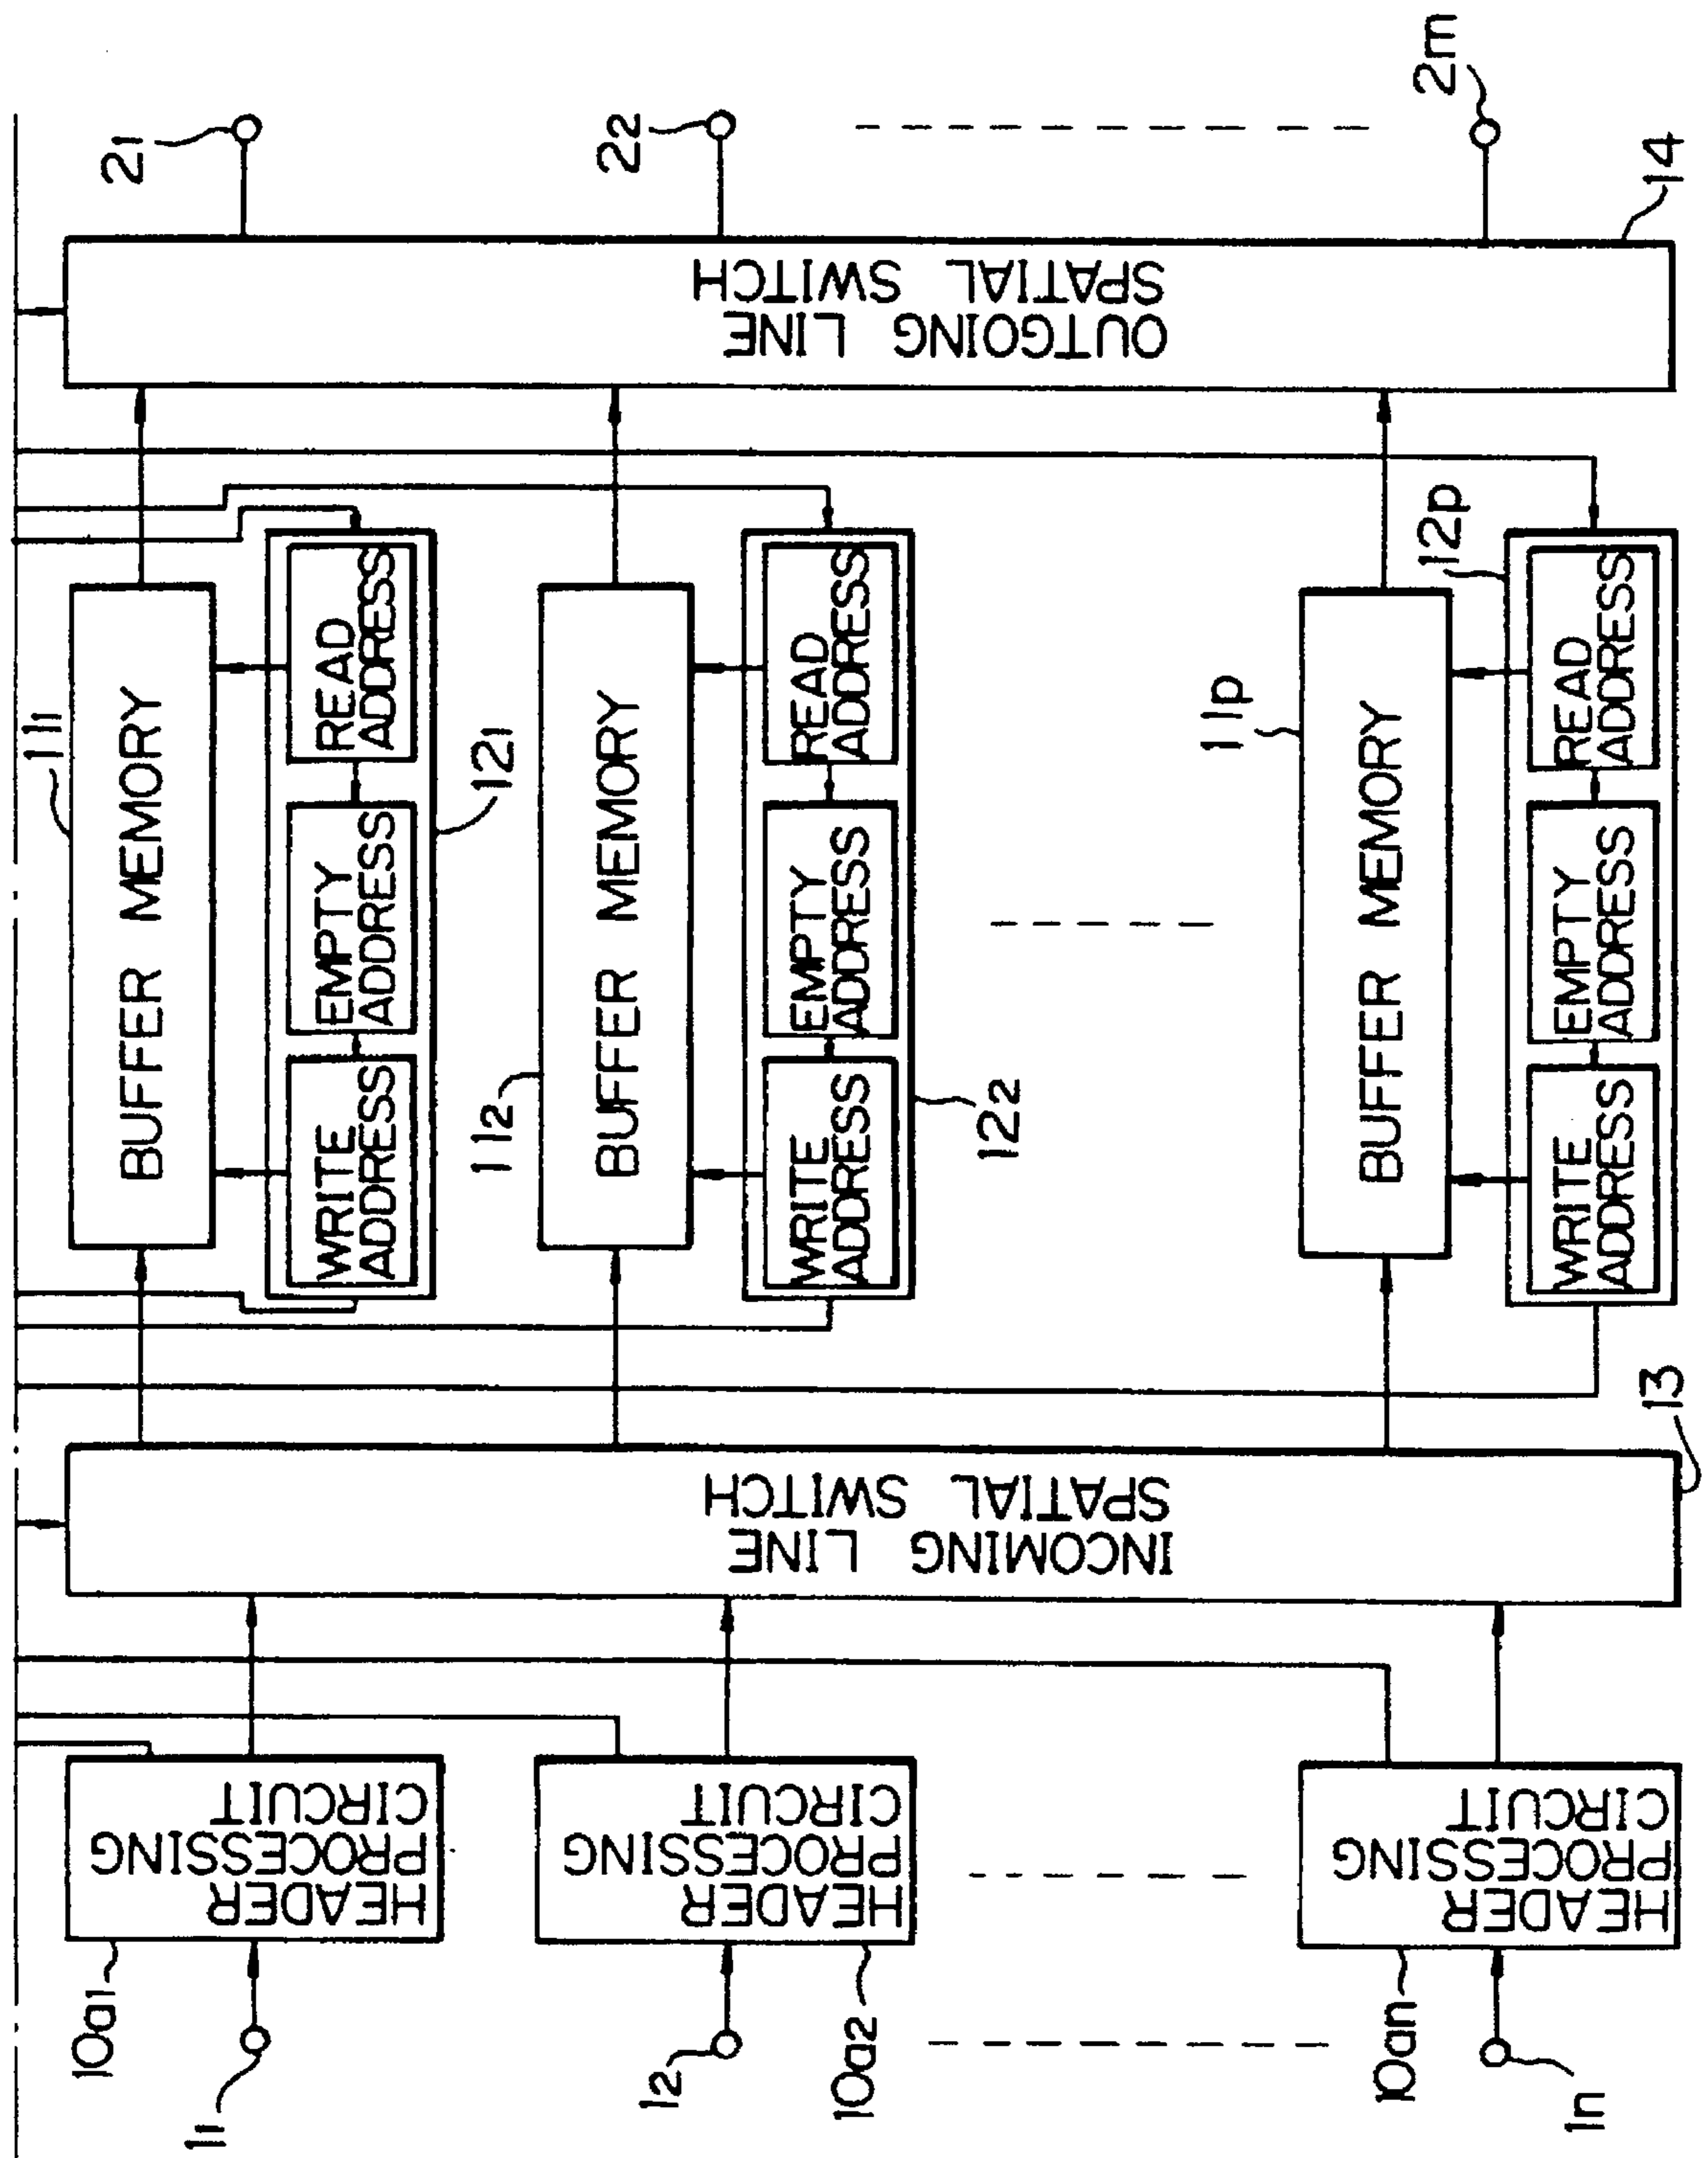 10a1
11
HEADER
PROCESSING
CIRCUIT
12
10a2
HEADER
PROCESSING
CIRCUIT
10an
1n
HEADER
PROCESSING
CIRCUIT
INCOMING LINE
SPATIAL SWITCH
13
111
BUFFER MEMORY
WRITE
ADDRESS
EMPTY
ADDRESS
READ
ADDRESS
121
112
BUFFER MEMORY
WRITE
ADDRESS
EMPTY
ADDRESS
READ
ADDRESS
122
11p
BUFFER MEMORY
12p
WRITE
ADDRESS
EMPTY
ADDRESS
READ
ADDRESS
OUTGOING LINE
SPATIAL SWITCH
14
21
22
2m